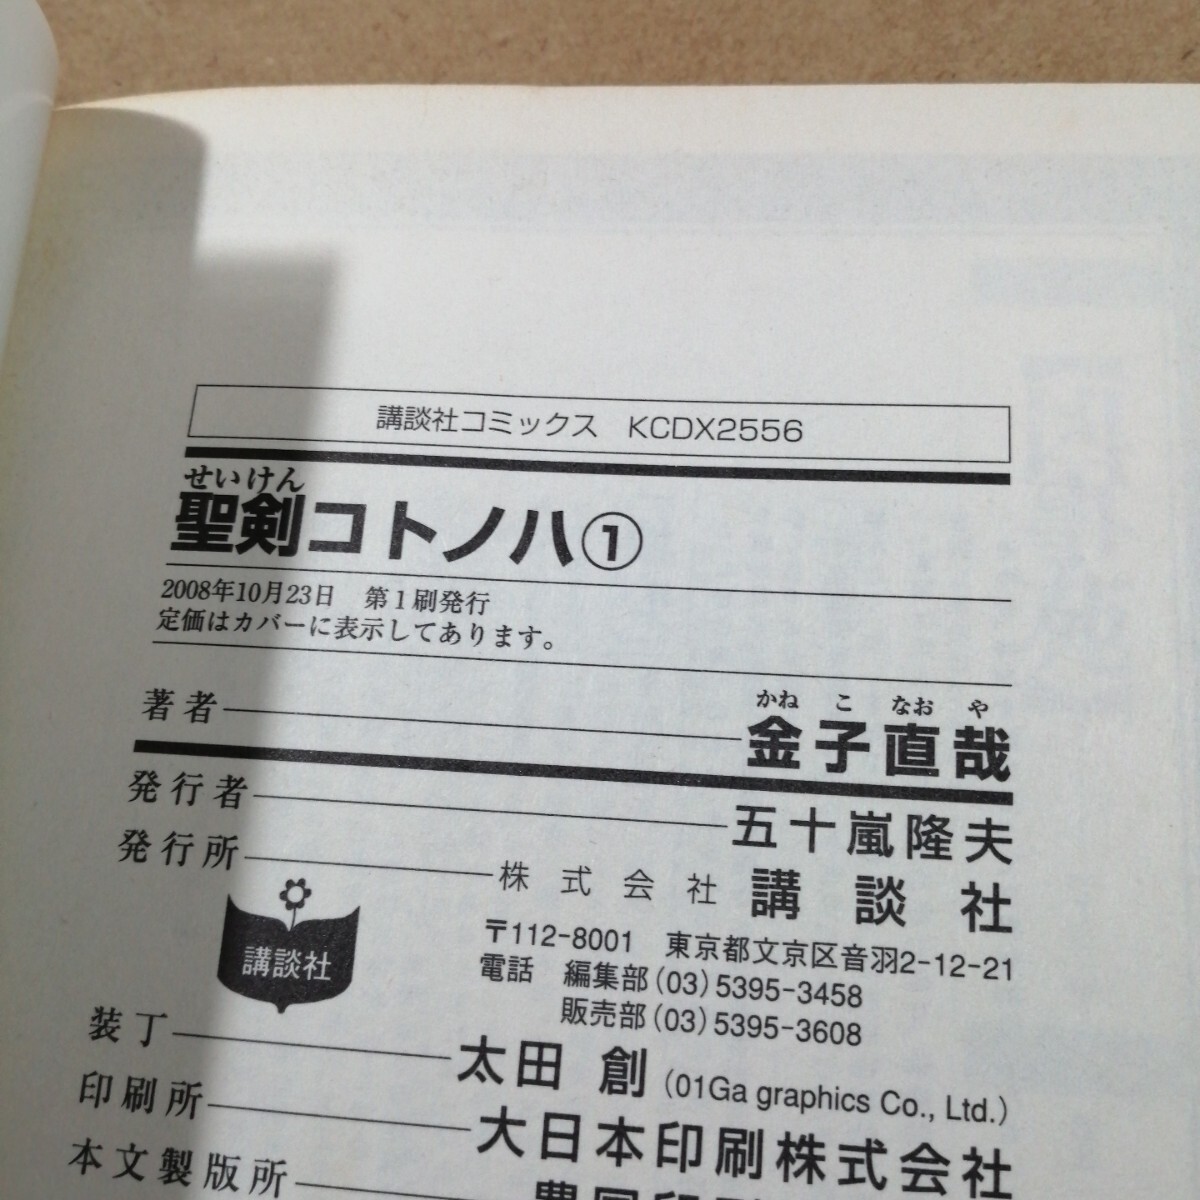 講談社コミックス KCDX2556
せいけん
聖剣コトノハ①
2008年10月23日 第1刷発行
定価はカバーに表示してあります。
かねこなおや
著者 金子直哉
発行者 五十嵐隆夫
発行所 株式会社 講談社
〒112-8001 東京都文京区音羽2-12-21
電話 編集部(03)5395-3458
販売部(03)5395-3608
講談社
装丁 太田 創(01Ga graphics Co., Ltd.)
印刷所 大日本印刷株式会社
本文製版所